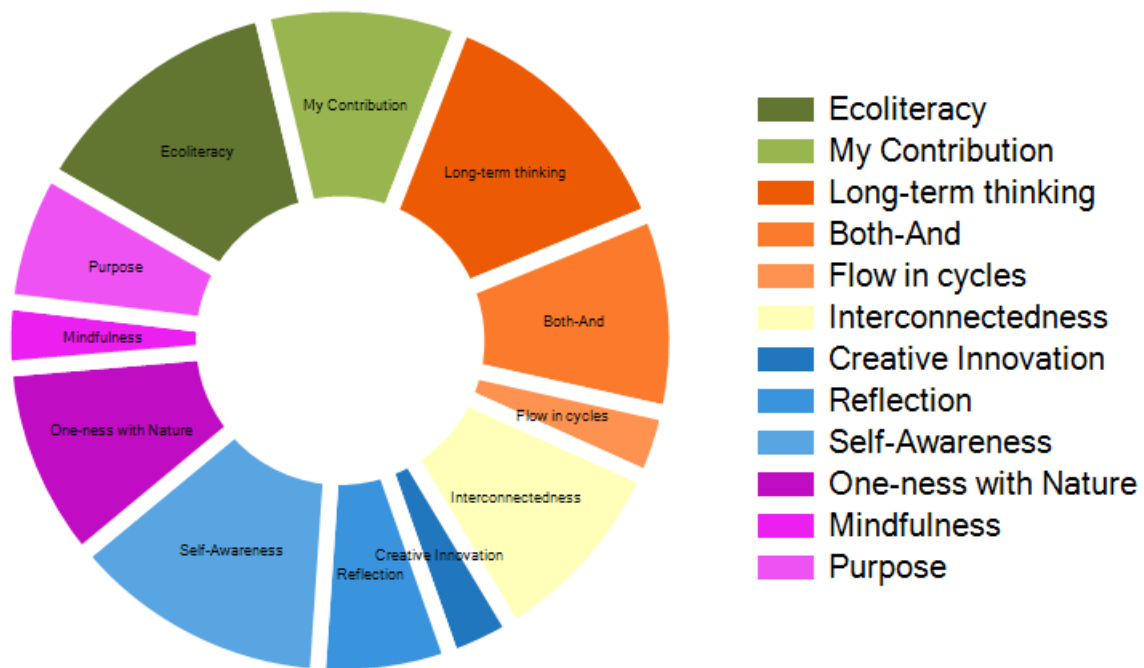 My Contribution
Ecoliteracy
Long-term thinking
Purpose
Both-And
Mindfulness
Flow in cycles
One-ness with Nature
Interconnectedness
Self-Awareness
Creative Innovation
Reflection
Ecoliteracy
My Contribution
Long-term thinking
Both-And
Flow in cycles
Interconnectedness
Creative Innovation
Reflection
Self-Awareness
One-ness with Nature
Mindfulness
Purpose